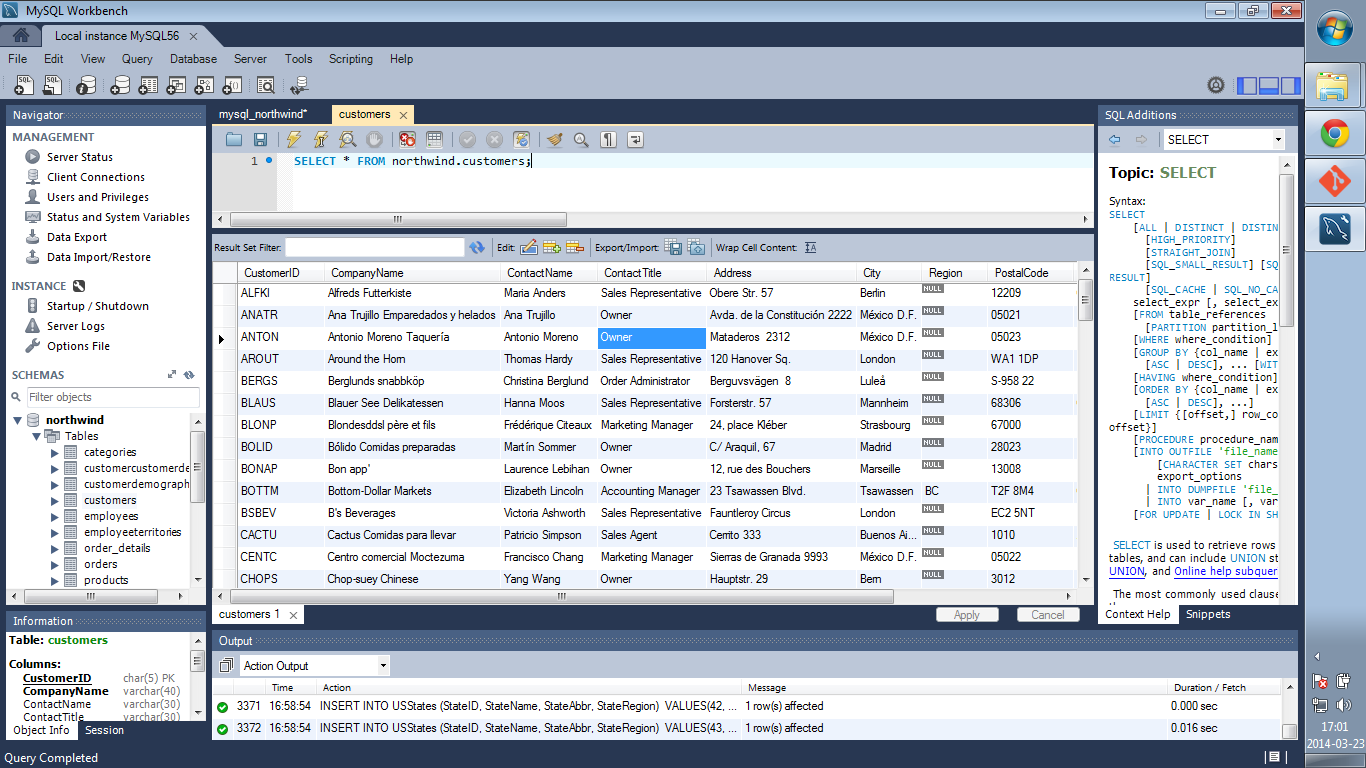 MySQL Workbench
Local instance MySQL56
File Edit View Query Database Server Tools Scripting Help
Navigator
MANAGEMENT
Server Status
Client Connections
Users and Privileges
Status and System Variables
Data Export
Data Import/Restore
INSTANCE
Startup / Shutdown
Server Logs
Options File
SCHEMAS
Filter objects
northwind
Tables
categories
customercustomerde
customerdemograph
customers
employees
employeeterritories
order_details
orders
products
Information
Table: customers
Columns:
CustomerID char(5) PK
CompanyName varchar(40)
ContactName varchar(30)
ContactTitle varchar(30)
Object Info Session
Query Completed
mysql_northwind* customers
1 SELECT * FROM northwind.customers;
Result Set Filter: Edit: Export/Import: Wrap Cell Content:
CustomerID CompanyName ContactName ContactTitle Address City Region PostalCode
ALFKI Alfreds Futterkiste Maria Anders Sales Representative Obere Str. 57 Berlin NULL 12209
ANATR Ana Trujillo Emparedados y helados Ana Trujillo Owner Avda. de la Constitución 2222 México D.F. NULL 05021
ANTON Antonio Moreno Taquería Antonio Moreno Owner Mataderos 2312 México D.F. NULL 05023
AROUT Around the Horn Thomas Hardy Sales Representative 120 Hanover Sq. London NULL WA1 1DP
BERGS Berglunds snabbköp Christina Berglund Order Administrator Berguvsvägen 8 Luleå NULL S-958 22
BLAUS Blauer See Delikatessen Hanna Moos Sales Representative Forsterstr. 57 Mannheim NULL 68306
BLONP Blondesddsl père et fils Frédérique Citeaux Marketing Manager 24, place Kléber Strasbourg NULL 67000
BOLID Bólido Comidas preparadas Martín Sommer Owner C/ Araquil, 67 Madrid NULL 28023
BONAP Bon app' Laurence Lebihan Owner 12, rue des Bouchers Marseille NULL 13008
BOTTM Bottom-Dollar Markets Elizabeth Lincoln Accounting Manager 23 Tsawassen Blvd. Tsawassen BC T2F 8M4
BSBEV B's Beverages Victoria Ashworth Sales Representative Fauntleroy Circus London NULL EC2 5NT
CACTU Cactus Comidas para llevar Patricio Simpson Sales Agent Cerrito 333 Buenos Ai... NULL 1010
CENTC Centro comercial Moctezuma Francisco Chang Marketing Manager Sierras de Granada 9993 México D.F. NULL 05022
CHOPS Chop-suey Chinese Yang Wang Owner Hauptstr. 29 Bern NULL 3012
customers 1 Apply Cancel
Output
Action Output
Time Action Message Duration / Fetch
3371 16:58:54 INSERT INTO USStates (StateID, StateName, StateAbbr, StateRegion) VALUES(42, ... 1 row(s) affected 0.000 sec
3372 16:58:54 INSERT INTO USStates (StateID, StateName, StateAbbr, StateRegion) VALUES(43, ... 1 row(s) affected 0.016 sec
SQL Additions
SELECT
Topic: SELECT
Syntax:
SELECT
[ALL | DISTINCT | DISTIN
[HIGH_PRIORITY]
[STRAIGHT_JOIN]
[SQL_SMALL_RESULT] [SQ
RESULT]
[SQL_CACHE | SQL_NO_CA
select_expr [, select_ex
[FROM table_references
[PARTITION partition_l
[WHERE where_condition]
[GROUP BY {col_name | ex
[ASC | DESC], ... [WIT
[HAVING where_condition]
[ORDER BY {col_name | ex
[ASC | DESC], ...]
[LIMIT {[offset,] row_co
offset}]
[PROCEDURE procedure_nam
[INTO OUTFILE 'file_name
[CHARACTER SET chars
export_options
| INTO DUMPFILE 'file_
| INTO var_name [, var
[FOR UPDATE | LOCK IN SH
SELECT is used to retrieve rows
tables, and can include UNION st
UNION, and Online help subquer
The most commonly used clause
Context Help Snippets
17:01
2014-03-23